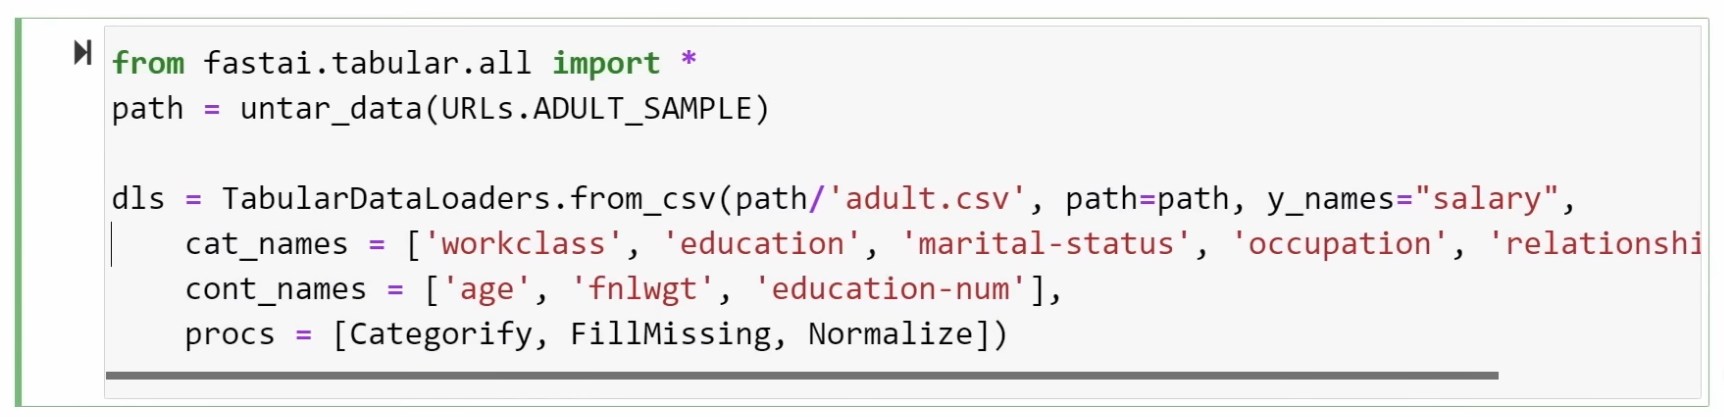 from fastai.tabular.all import *
path = untar_data(URLs.ADULT_SAMPLE)
dls = TabularDataLoaders.from_csv(path/'adult.csv', path=path, y_names="salary",
cat_names = ['workclass', 'education', 'marital-status', 'occupation', 'relationshi
cont_names = ['age', 'fnlwgt', 'education-num'],
procs = [Categorify, FillMissing, Normalize])